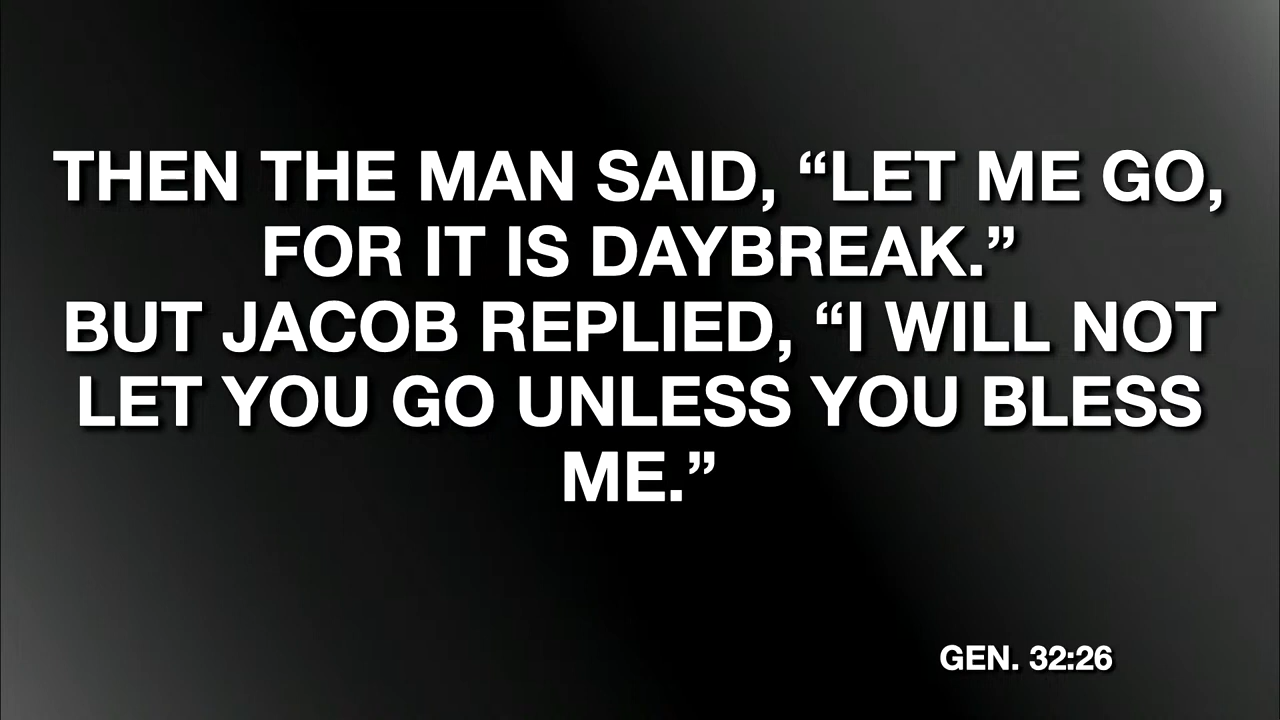 THEN THE MAN SAID, “LET ME GO,
FOR IT IS DAYBREAK.”
BUT JACOB REPLIED, “I WILL NOT
LET YOU GO UNLESS YOU BLESS
ME.”
GEN. 32:26